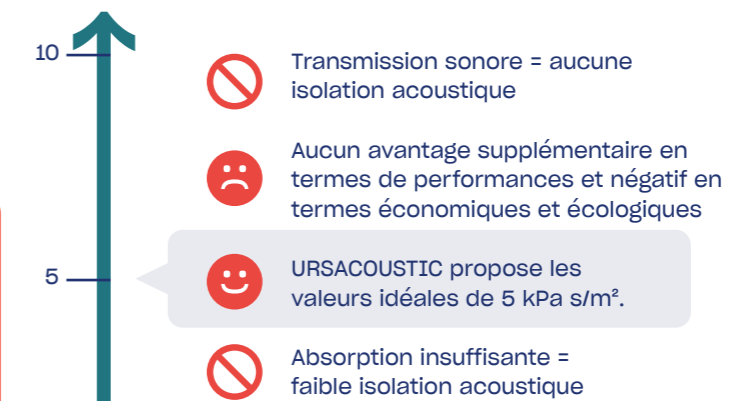 10
Transmission sonore = aucune
isolation acoustique
Aucun avantage supplémentaire en
termes de performances et négatif en
termes économiques et écologiques
5
URSACOUSTIC propose les
valeurs idéales de 5 kPa s/m².
Absorption insuffisante =
faible isolation acoustique